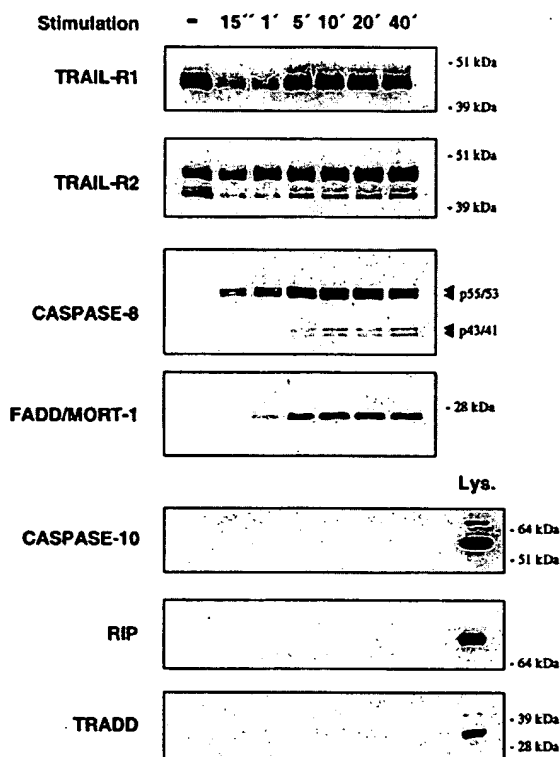 Stimulation - 15´´ 1´ 5´ 10´ 20´ 40´
TRAIL-R1
- 51 kDa
- 39 kDa
TRAIL-R2
- 51 kDa
- 39 kDa
CASPASE-8
p55/53
p43/41
FADD/MORT-1
- 28 kDa
Lys.
CASPASE-10
- 64 kDa
- 51 kDa
RIP
- 64 kDa
TRADD
- 39 kDa
- 28 kDa